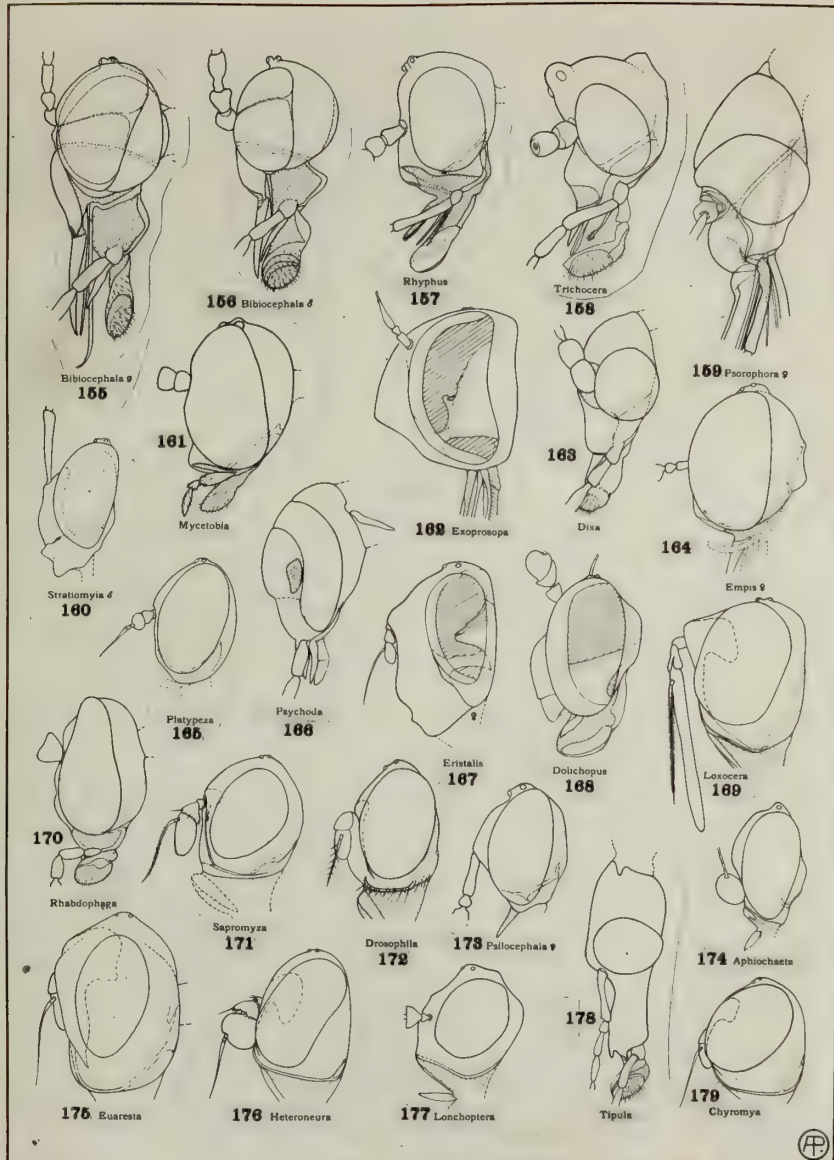 Bibiocephala ♀
155
156 Bibiocephala ♂
Rhyphus
157
Trichocera
158
159 Psorophora ♀
Stratiomyia ♂
160
161
Mycetobia
162 Exoprosopa
163
Dixa
164
Empis ♀
Platypeza
165
Psychoda
166
♀
Eristalis
167
Dolichopus
168
Loxocera
169
170
Rhabdophaga
Sapromyza
171
Drosophila
172
173 Psilocephala ♀
174 Aphiochaeta
175 Euaresta
176 Heteroneura
177 Lonchoptera
178
Tipula
179
Chyromya
AP.